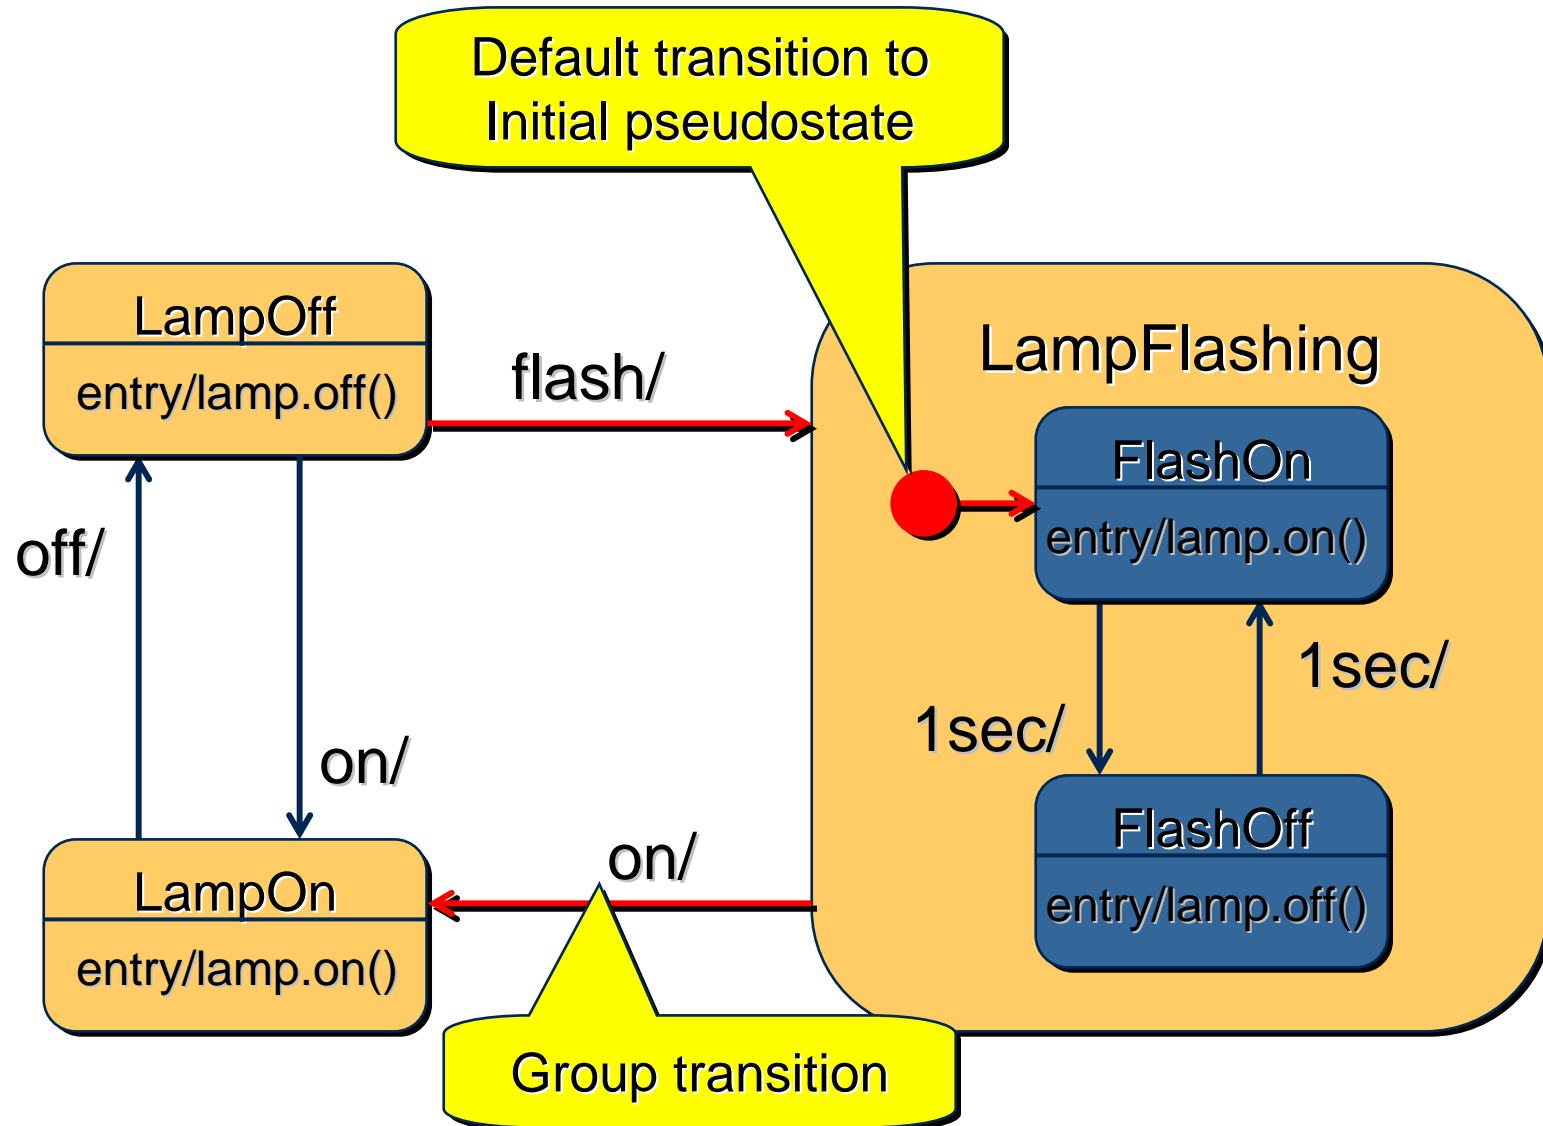 Default transition to
Initial pseudostate
LampOff
entry/lamp.off()
flash/
LampFlashing
FlashOn
entry/lamp.on()
off/
on/
1sec/
1sec/
FlashOff
entry/lamp.off()
on/
LampOn
entry/lamp.on()
Group transition